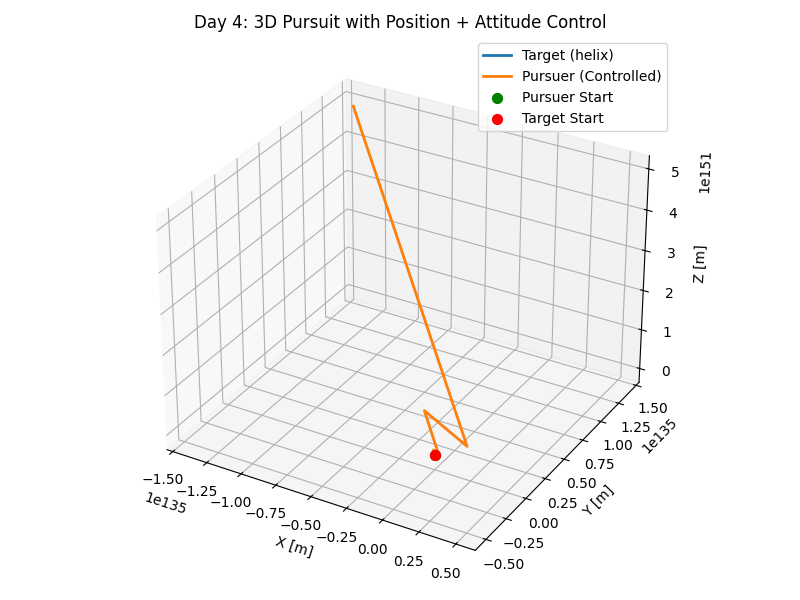 Day 4: 3D Pursuit with Position + Attitude Control
Target (helix)
Pursuer (Controlled)
Pursuer Start
Target Start
1e151
5
4
3
2
1
0
Z [m]
1.50
1.25
1.00
0.75
0.50
0.25
0.00
−0.25
−0.50
1e135
Y [m]
−1.50
−1.25
−1.00
−0.75
−0.50
−0.25
0.00
0.25
0.50
1e135
X [m]